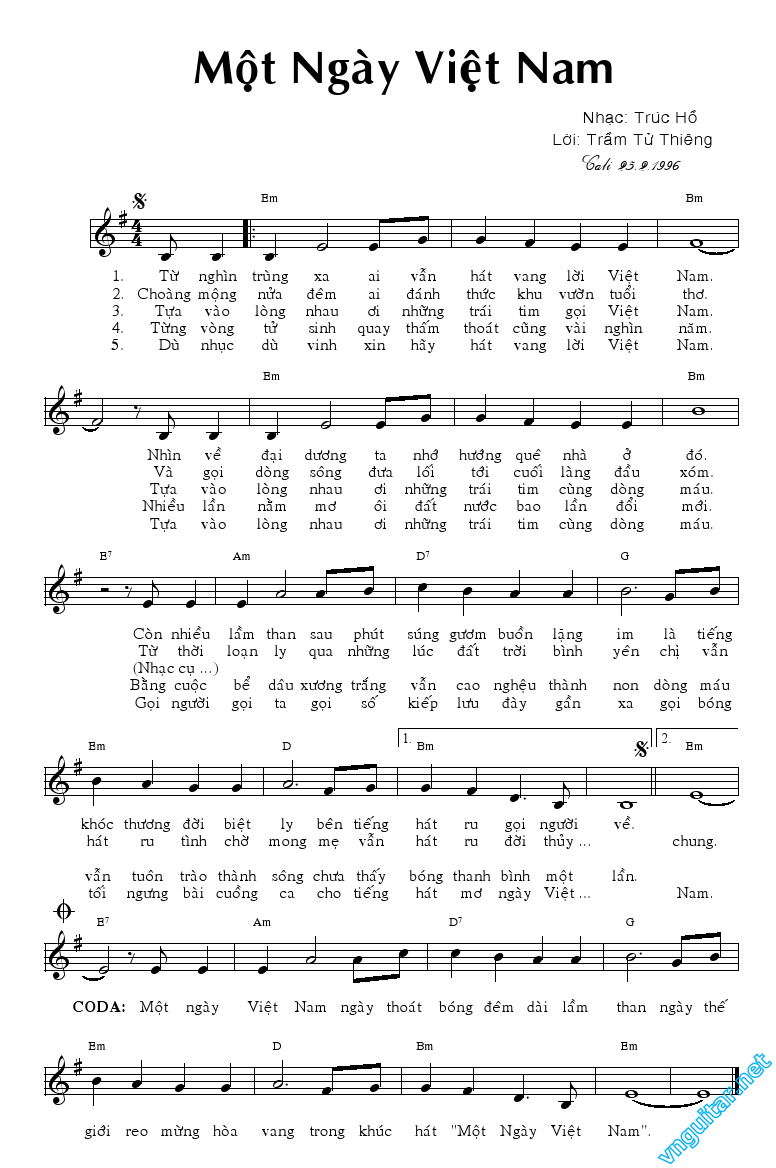 Một Ngày Việt Nam
Nhạc: Trúc Hồ
Lời: Trầm Tử Thiêng
Cali 23.2.1996
Em Bm
4
4
1. Từ nghìn trùng xa ai vẫn hát vang lời Việt Nam.
2. Choàng mộng nửa đêm ai đánh thức khu vườn tuổi thơ.
3. Tựa vào lòng nhau ơi những trái tim gọi Việt Nam.
4. Từng vòng tử sinh quay thấm thoát cũng vài nghìn năm.
5. Dù nhục dù vinh xin hãy hát vang lời Việt Nam.
Em Bm
Nhìn về đại dương ta nhớ hướng quê nhà ở đó.
Và gọi dòng sông đưa lối tới cuối làng đầu xóm.
Tựa vào lòng nhau ơi những trái tim cùng dòng máu.
Nhiều lần nằm mơ ôi đất nước bao lần đổi mới.
Tựa vào lòng nhau ơi những trái tim cùng dòng máu.
E7 Am D7 G
Còn nhiều lầm than sau phút súng gươm buồn lặng im là tiếng
Từ thời loạn ly qua những lúc đất trời bình yên chị vẫn
(Nhạc cụ ...)
Bằng cuộc bể dâu xương trắng vẫn cao nghệu thành non dòng máu
Gọi người gọi ta gọi số kiếp lưu đày gần xa gọi bóng
Em D 1. Bm 2. Em
khóc thương đời biệt ly bên tiếng hát ru gọi người về.
hát ru tình chờ mong mẹ vẫn hát ru đời thủy ... chung.
vẫn tuôn trào thành sông chưa thấy bóng thanh bình một lần.
tối ngưng bài cuồng ca cho tiếng hát mơ ngày Việt ... Nam.
E7 Am D7 G
CODA: Một ngày Việt Nam ngày thoát bóng đêm dài lầm than ngày thế
Em D Bm Em
giới reo mừng hòa vang trong khúc hát "Một Ngày Việt Nam".
vnguitar.net